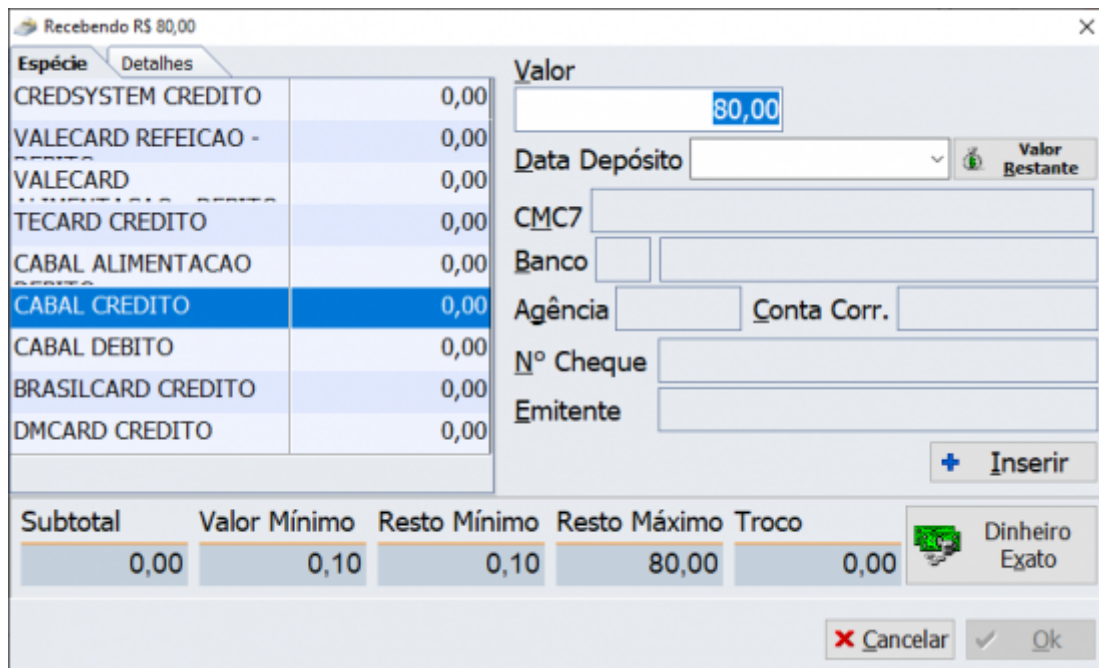 Recebendo R$ 80,00
Espécie Detalhes
CREDSYSTEM CREDITO 0,00
VALECARD REFEICAO - 0,00
VALECARD 0,00
TECARD CREDITO 0,00
CABAL ALIMENTACAO 0,00
CABAL CREDITO 0,00
CABAL DEBITO 0,00
BRASILCARD CREDITO 0,00
DMCARD CREDITO 0,00
Valor
80,00
Data Depósito
Valor
Restante
CMC7
Banco
Agência Conta Corr.
Nº Cheque
Emitente
Inserir
Subtotal Valor Mínimo Resto Mínimo Resto Máximo Troco
0,00 0,10 0,10 80,00 0,00
Dinheiro
Exato
Cancelar Ok